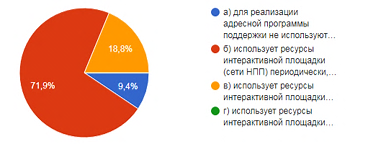 18,8%
71,9%
9,4%
а) для реализации
адресной программы
поддержки не используют…
б) использует ресурсы
интерактивной площадки
(сети НПП) периодически,…
в) использует ресурсы
интерактивной площадки…
г) использует ресурсы
интерактивной площадки…